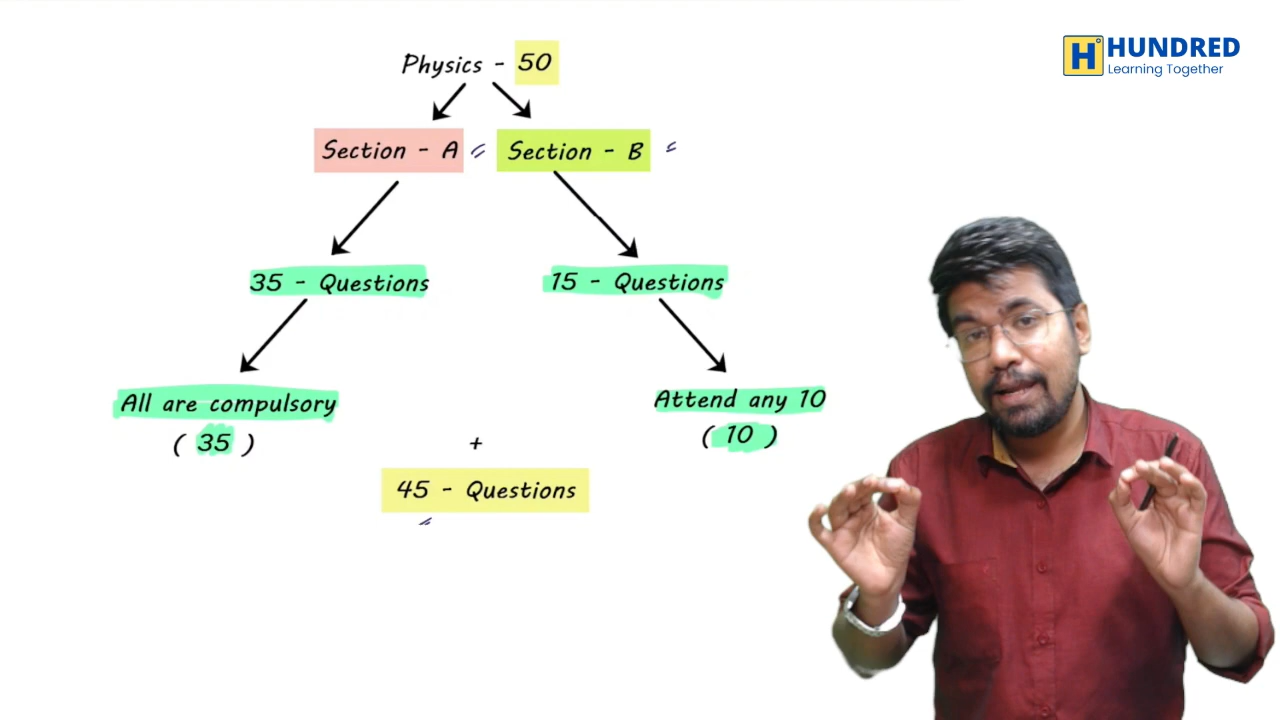 Physics - 50
HUNDRED
Learning Together
Section - A
Section - B
35 - Questions
15 - Questions
All are compulsory
( 35 )
Attend any 10
( 10 )
+
45 - Questions